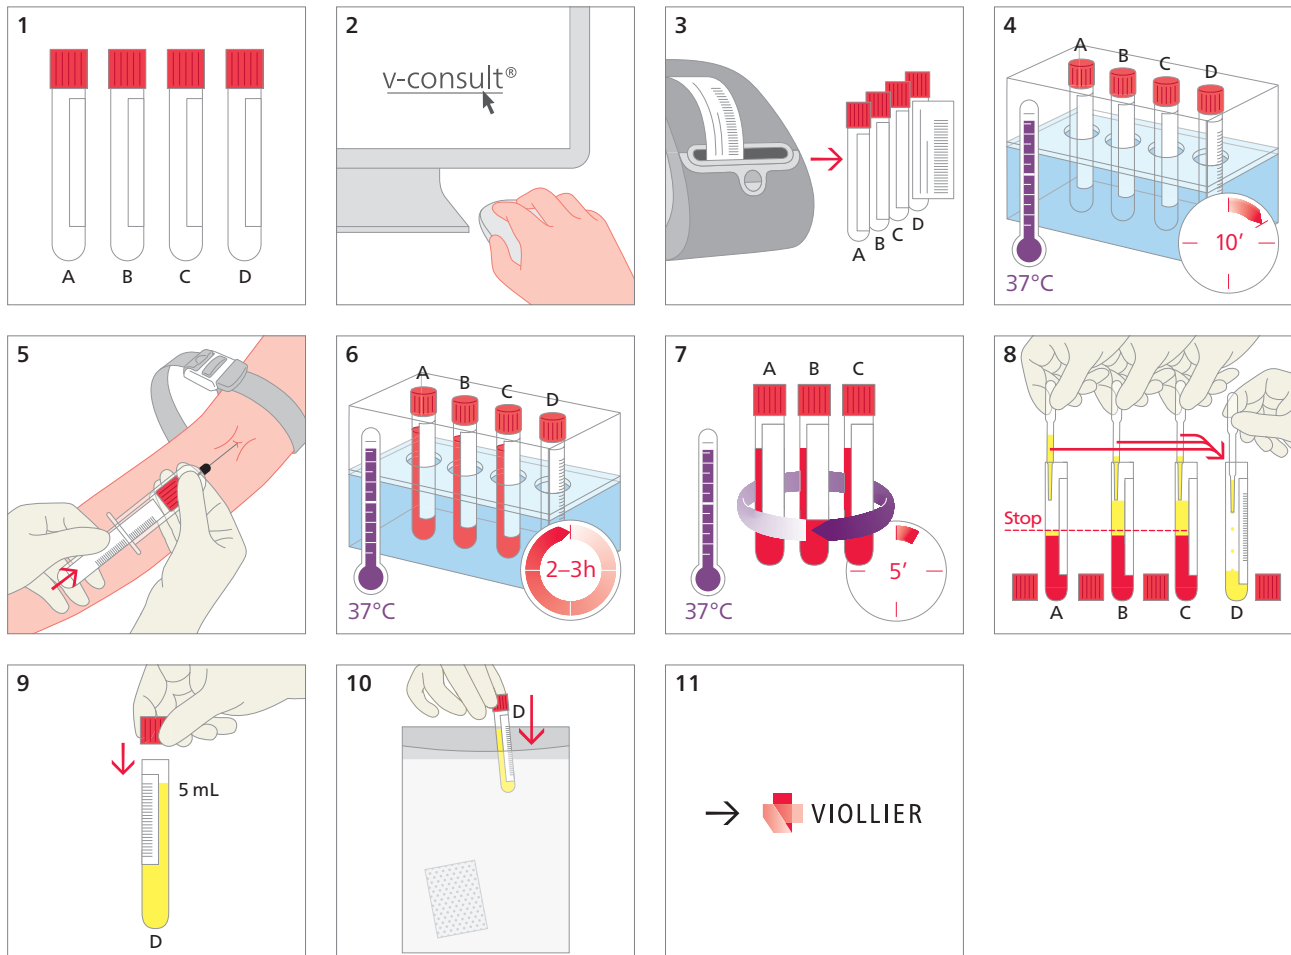 1
A B C D
2
v-consult®
3
A B C D
4
A B C D
10’
37°C
5
6
A B C D
2–3h
37°C
7
A B C
5’
37°C
8
Stop
A B C D
9
5 mL
D
10
D
11
VIOLLIER